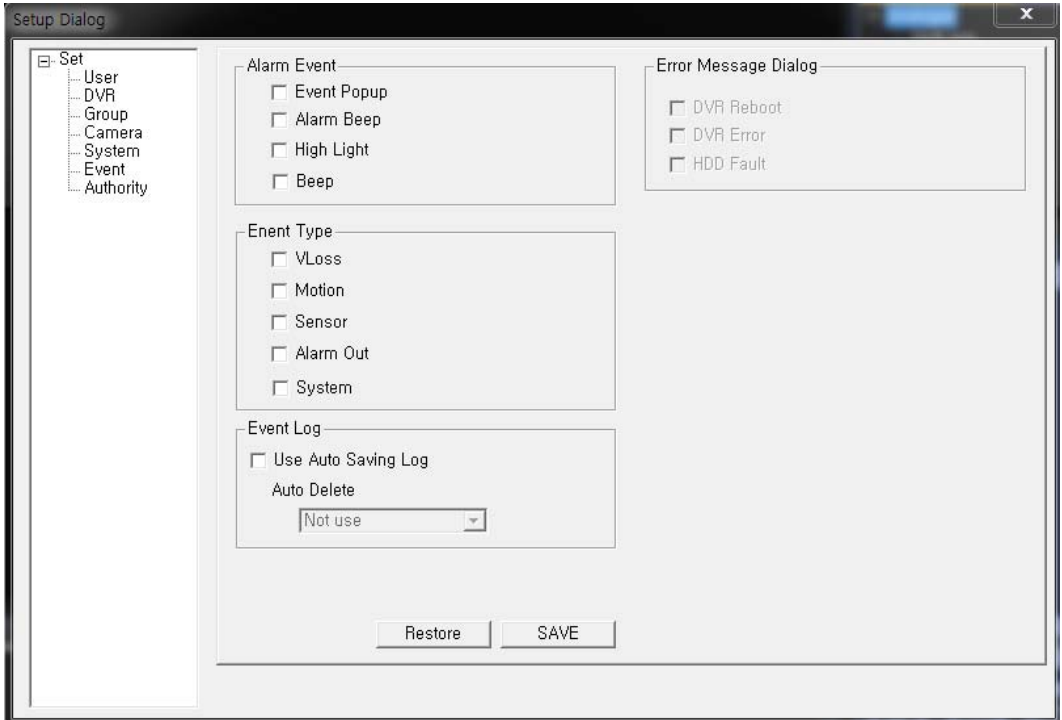 Setup Dialog
x
Set
User
DVR
Group
Camera
System
Event
Authority
Alarm Event
Event Popup
Alarm Beep
High Light
Beep
Enent Type
VLoss
Motion
Sensor
Alarm Out
System
Event Log
Use Auto Saving Log
Auto Delete
Not use
Restore
SAVE
Error Message Dialog
DVR Reboot
DVR Error
HDD Fault